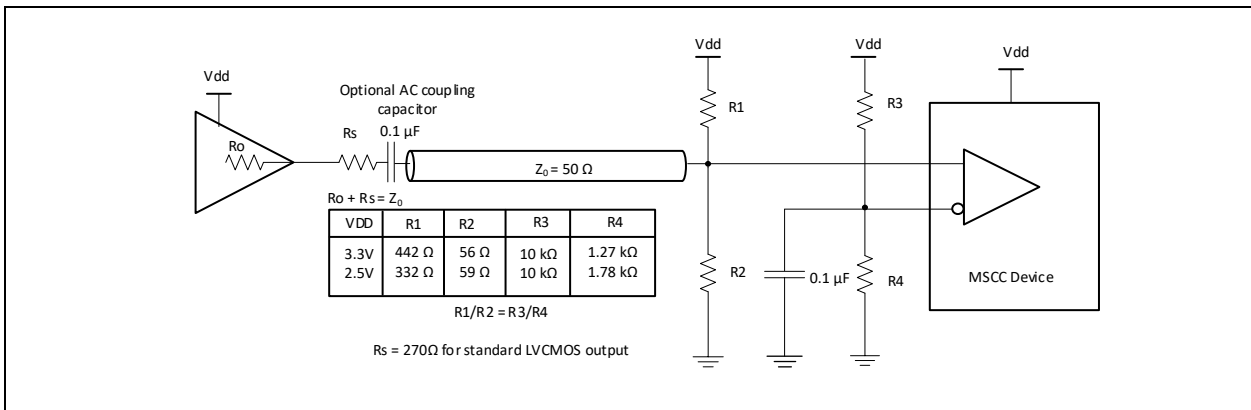 Vdd
Vdd
Vdd
Vdd
Optional AC coupling
capacitor
0.1 µF
Rs
Ro
R1
R3
Z0 = 50 Ω
Ro + Rs = Z0
VDD R1 R2 R3 R4
3.3V 442 Ω 56 Ω 10 kΩ 1.27 kΩ
2.5V 332 Ω 59 Ω 10 kΩ 1.78 kΩ
R2
0.1 µF
R4
MSCC Device
R1/R2 = R3/R4
Rs = 270Ω for standard LVCMOS output